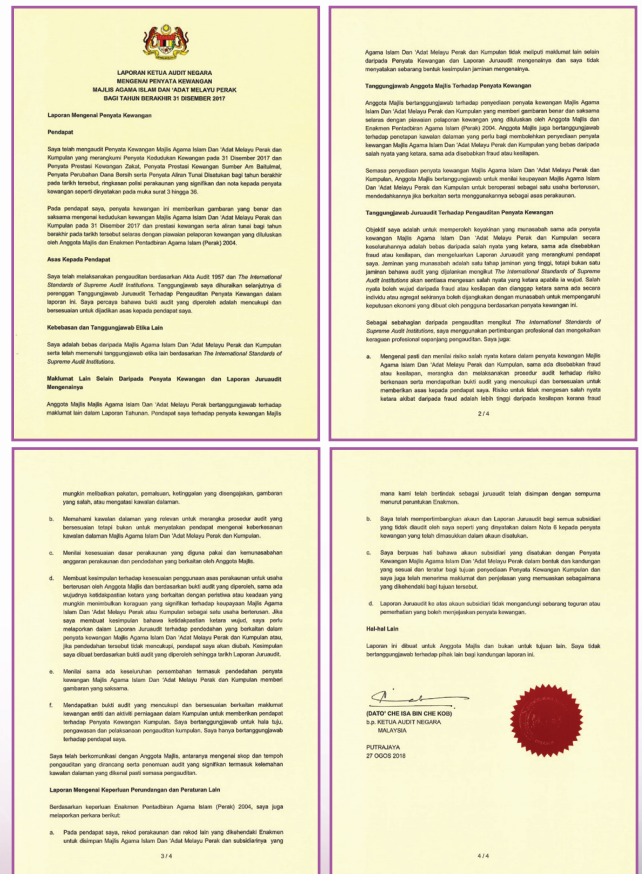 LAPORAN KETUA AUDIT NEGARA
MENGENAI PENYATA KEWANGAN
MAJLIS AGAMA ISLAM DAN 'ADAT MELAYU PERAK
BAGI TAHUN BERAKHIR 31 DISEMBER 2017
Laporan Mengenai Penyata Kewangan
Pendapat
Saya telah mengaudit Penyata Kewangan Majlis Agama Islam Dan 'Adat Melayu Perak dan
Kumpulan yang merangkumi Penyata Kedudukan Kewangan pada 31 Disember 2017 dan
Penyata Prestasi Kewangan Zakat, Penyata Prestasi Kewangan Sumber Am Baitulmal,
Penyata Perubahan Dana Bersih serta Penyata Aliran Tunai Disatukan bagi tahun berakhir
pada tarikh tersebut, ringkasan polisi perakaunan yang signifikan dan nota kepada penyata
kewangan seperti dinyatakan pada muka surat 3 hingga 36.
Pada pendapat saya, penyata kewangan ini memberikan gambaran yang benar dan
saksama mengenai kedudukan kewangan Majlis Agama Islam Dan 'Adat Melayu Perak dan
Kumpulan pada 31 Disember 2017 dan prestasi kewangan serta aliran tunai bagi tahun
berakhir pada tarikh tersebut selaras dengan piawaian pelaporan kewangan yang diluluskan
oleh Anggota Majlis dan Enakmen Pentadbiran Agama Islam (Perak) 2004.
Asas Kepada Pendapat
Saya telah melaksanakan pengauditan berdasarkan Akta Audit 1957 dan The International
Standards of Supreme Audit Institutions. Tanggungjawab saya dihuraikan selanjutnya di
perenggan Tanggungjawab Juruaudit Terhadap Pengauditan Penyata Kewangan dalam
laporan ini. Saya percaya bahawa bukti audit yang diperoleh adalah mencukupi dan
bersesuaian untuk dijadikan asas kepada pendapat saya.
Kebebasan dan Tanggungjawab Etika Lain
Saya adalah bebas daripada Majlis Agama Islam Dan 'Adat Melayu Perak dan Kumpulan
serta telah memenuhi tanggungjawab etika lain berdasarkan The International Standards of
Supreme Audit Institutions.
Maklumat Lain Selain Daripada Penyata Kewangan dan Laporan Juruaudit
Mengenainya
Anggota Majlis Majlis Agama Islam Dan 'Adat Melayu Perak bertanggungjawab terhadap
maklumat lain dalam Laporan Tahunan. Pendapat saya terhadap penyata kewangan Majlis
Agama Islam Dan 'Adat Melayu Perak dan Kumpulan tidak meliputi maklumat lain selain
daripada Penyata Kewangan dan Laporan Juruaudit mengenainya dan saya tidak
menyatakan sebarang bentuk kesimpulan jaminan mengenainya.
Tanggungjawab Anggota Majlis Terhadap Penyata Kewangan
Anggota Majlis bertanggungjawab terhadap penyediaan penyata kewangan Majlis Agama
Islam Dan 'Adat Melayu Perak dan Kumpulan yang memberi gambaran benar dan saksama
selaras dengan piawaian pelaporan kewangan yang diluluskan oleh Anggota Majlis dan
Enakmen Pentadbiran Agama Islam (Perak) 2004. Anggota Majlis juga bertanggungjawab
terhadap penetapan kawalan dalaman yang perlu bagi membolehkan penyediaan penyata
kewangan Majlis Agama Islam Dan 'Adat Melayu Perak dan Kumpulan yang bebas daripada
salah nyata yang ketara, sama ada disebabkan fraud atau kesilapan.
Semasa penyediaan penyata kewangan Majlis Agama Islam Dan 'Adat Melayu Perak dan
Kumpulan, Anggota Majlis bertanggungjawab untuk menilai keupayaan Majlis Agama Islam
Dan 'Adat Melayu Perak dan Kumpulan untuk beroperasi sebagai satu usaha berterusan,
mendedahkannya jika berkaitan serta menggunakannya sebagai asas perakaunan.
Tanggungjawab Juruaudit Terhadap Pengauditan Penyata Kewangan
Objektif saya adalah untuk memperoleh keyakinan yang munasabah sama ada penyata
kewangan Majlis Agama Islam Dan 'Adat Melayu Perak dan Kumpulan secara
keseluruhannya adalah bebas daripada salah nyata yang ketara, sama ada disebabkan
fraud atau kesilapan, dan mengeluarkan Laporan Juruaudit yang merangkumi pendapat
saya. Jaminan yang munasabah adalah satu tahap jaminan yang tinggi, tetapi bukan satu
jaminan bahawa audit yang dijalankan mengikut The International Standards of Supreme
Audit Institutions akan sentiasa mengesan salah nyata yang ketara apabila ia wujud. Salah
nyata boleh wujud daripada fraud atau kesilapan dan dianggap ketara sama ada secara
individu atau agregat sekiranya boleh dijangkakan dengan munasabah untuk mempengaruhi
keputusan ekonomi yang dibuat oleh pengguna berdasarkan penyata kewangan ini.
Sebagai sebahagian daripada pengauditan mengikut The International Standards of
Supreme Audit Institutions, saya menggunakan pertimbangan profesional dan mengekalkan
keraguan profesional sepanjang pengauditan. Saya juga:
a. Mengenal pasti dan menilai risiko salah nyata ketara dalam penyata kewangan Majlis
Agama Islam Dan 'Adat Melayu Perak dan Kumpulan, sama ada disebabkan fraud
atau kesilapan, merangka dan melaksanakan prosedur audit terhadap risiko
berkenaan serta mendapatkan bukti audit yang mencukupi dan bersesuaian untuk
memberikan asas kepada pendapat saya. Risiko untuk tidak mengesan salah nyata
ketara akibat daripada fraud adalah lebih tinggi daripada kesilapan kerana fraud
2/4
mungkin melibatkan pakatan, pemalsuan, ketinggalan yang disengajakan, gambaran
yang salah, atau mengatasi kawalan dalaman.
b. Memahami kawalan dalaman yang relevan untuk merangka prosedur audit yang
bersesuaian tetapi bukan untuk menyatakan pendapat mengenai keberkesanan
kawalan dalaman Majlis Agama Islam Dan 'Adat Melayu Perak dan Kumpulan.
c. Menilai kesesuaian dasar perakaunan yang diguna pakai dan kemunasabahan
anggaran perakaunan dan pendedahan yang berkaitan oleh Anggota Majlis.
d. Membuat kesimpulan terhadap kesesuaian penggunaan asas perakaunan untuk usaha
berterusan oleh Anggota Majlis dan berdasarkan bukti audit yang diperoleh, sama ada
wujudnya ketidakpastian ketara yang berkaitan dengan peristiwa atau keadaan yang
mungkin menimbulkan keraguan yang signifikan terhadap keupayaan Majlis Agama
Islam Dan 'Adat Melayu Perak atau Kumpulan sebagai satu usaha berterusan. Jika
saya membuat kesimpulan bahawa ketidakpastian ketara wujud, saya perlu
melaporkan dalam Laporan Juruaudit terhadap pendedahan yang berkaitan dalam
penyata kewangan Majlis Agama Islam Dan 'Adat Melayu Perak dan Kumpulan atau,
jika pendedahan tersebut tidak mencukupi, pendapat saya akan diubah. Kesimpulan
saya dibuat berdasarkan bukti audit yang diperoleh sehingga tarikh Laporan Juruaudit.
e. Menilai sama ada keseluruhan persembahan termasuk pendedahan penyata
kewangan Majlis Agama Islam Dan 'Adat Melayu Perak dan Kumpulan memberi
gambaran yang saksama.
f. Mendapatkan bukti audit yang mencukupi dan bersesuaian berkaitan maklumat
kewangan entiti dan aktiviti perniagaan dalam Kumpulan untuk memberikan pendapat
terhadap Penyata Kewangan Kumpulan. Saya bertanggungjawab untuk hala tuju,
pengawasan dan pelaksanaan pengauditan kumpulan. Saya hanya bertanggungjawab
terhadap pendapat saya.
Saya telah berkomunikasi dengan Anggota Majlis, antaranya mengenai skop dan tempoh
pengauditan yang dirancang serta penemuan audit yang signifikan termasuk kelemahan
kawalan dalaman yang dikenal pasti semasa pengauditan.
Laporan Mengenai Keperluan Perundangan dan Peraturan Lain
Berdasarkan keperluan Enakmen Pentadbiran Agama Islam (Perak) 2004, saya juga
melaporkan perkara berikut:
a. Pada pendapat saya, rekod perakaunan dan rekod lain yang dikehendaki Enakmen
untuk disimpan Majlis Agama Islam Dan 'Adat Melayu Perak dan subsidiarinya yang
3/4
mana kami telah bertindak sebagai juruaudit telah disimpan dengan sempurna
menurut peruntukan Enakmen.
b. Saya telah mempertimbangkan akaun dan Laporan Juruaudit bagi semua subsidiari
yang tidak diaudit oleh saya seperti yang dinyatakan dalam Nota 8 kepada penyata
kewangan yang telah dimasukkan dalam akaun disatukan.
c. Saya berpuas hati bahawa akaun subsidiari yang disatukan dengan Penyata
Kewangan Majlis Agama Islam Dan 'Adat Melayu Perak dalam bentuk dan kandungan
yang sesuai dan teratur bagi tujuan penyediaan Penyata Kewangan Kumpulan dan
saya juga telah menerima maklumat dan penjelasan yang memuaskan sebagaimana
yang dikehendaki bagi tujuan tersebut.
d. Laporan Juruaudit ke atas akaun subsidiari tidak mengandungi sebarang teguran atau
pemerhatian yang boleh menjejaskan penyata kewangan.
Hal-hal Lain
Laporan ini dibuat untuk Anggota Majlis dan bukan untuk tujuan lain. Saya tidak
bertanggungjawab terhadap pihak lain bagi kandungan laporan ini.
(DATO' CHE ISA BIN CHE KOB)
b.p. KETUA AUDIT NEGARA
MALAYSIA
PUTRAJAYA
27 OGOS 2018
4/4